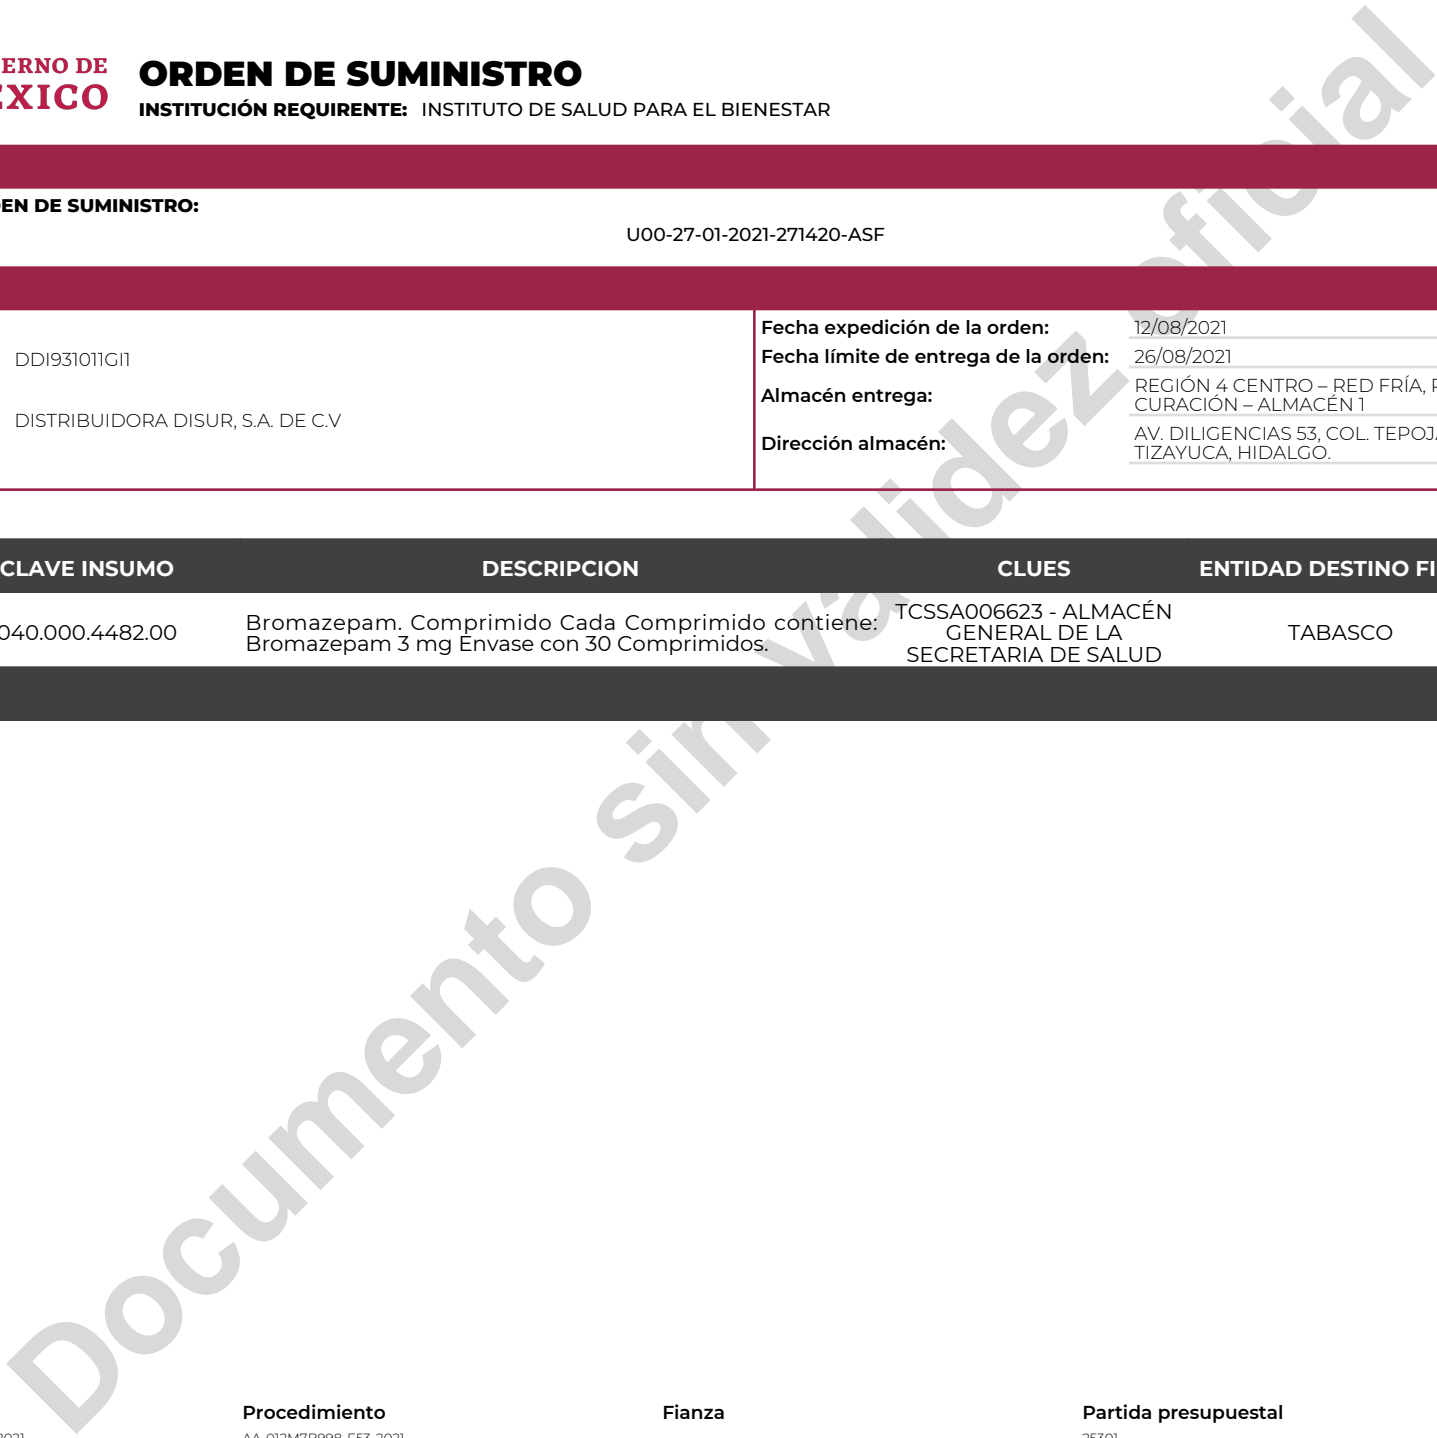 ERNO DE
EXICO
ORDEN DE SUMINISTRO
INSTITUCIÓN REQUIRENTE: INSTITUTO DE SALUD PARA EL BIENESTAR
EN DE SUMINISTRO:
U00-27-01-2021-271420-ASF
DDI931011GI1
DISTRIBUIDORA DISUR, S.A. DE C.V
Fecha expedición de la orden: 12/08/2021
Fecha límite de entrega de la orden: 26/08/2021
Almacén entrega: REGIÓN 4 CENTRO – RED FRÍA,
CURACIÓN – ALMACÉN 1
Dirección almacén: AV. DILIGENCIAS 53, COL. TEPOJ
TIZAYUCA, HIDALGO.
CLAVE INSUMO DESCRIPCION CLUES ENTIDAD DESTINO FI
040.000.4482.00
Bromazepam. Comprimido Cada Comprimido contiene:
Bromazepam 3 mg Envase con 30 Comprimidos.
TCSSA006623 - ALMACÉN
GENERAL DE LA
SECRETARIA DE SALUD
TABASCO
Documento sin validez oficial
Procedimiento Fianza Partida presupuestal